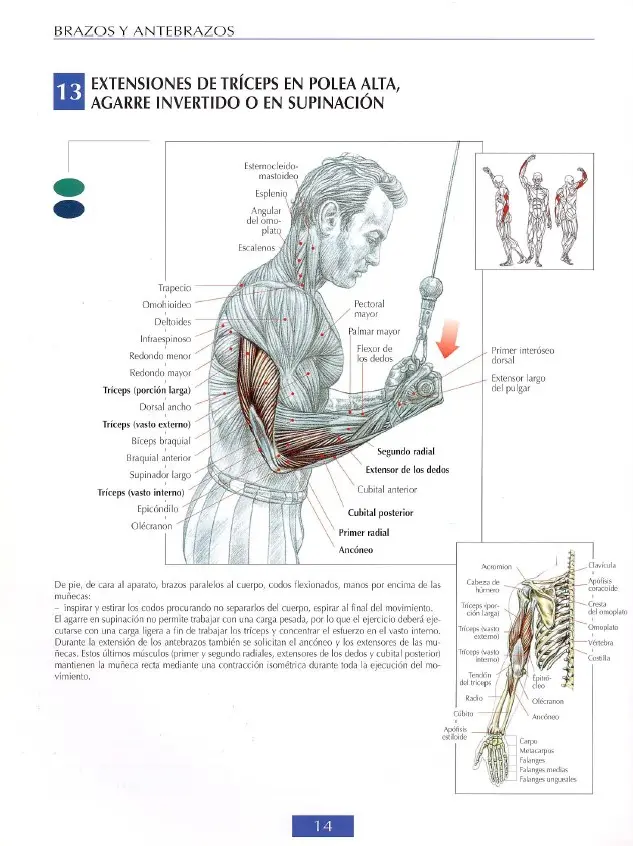 BRAZOS Y ANTEBRAZOS
13
EXTENSIONES DE TRÍCEPS EN POLEA ALTA,
AGARRE INVERTIDO O EN SUPINACIÓN
Esternocleido-
mastoideo
Esplenio
Angular
del omo-
plato
Escalenos
Trapecio
Omohioideo
Deltoides
Infraespinoso
Redondo menor
Redondo mayor
Tríceps (porción larga)
Dorsal ancho
Tríceps (vasto externo)
Bíceps braquial
Braquial anterior
Supinador largo
Tríceps (vasto interno)
Epicóndilo
Olécranon
Pectoral
mayor
Palmar mayor
Flexor de
los dedos
Primer interóseo
dorsal
Extensor largo
del pulgar
Segundo radial
Extensor de los dedos
Cubital anterior
Cubital posterior
Primer radial
Ancóneo
De pie, de cara al aparato, brazos paralelos al cuerpo, codos flexionados, manos por encima de las
muñecas:
– inspirar y estirar los codos procurando no separarlos del cuerpo, espirar al final del movimiento.
El agarre en supinación no permite trabajar con una carga pesada, por lo que el ejercicio deberá eje-
cutarse con una carga ligera a fin de trabajar los tríceps y concentrar el esfuerzo en el vasto interno.
Durante la extensión de los antebrazos también se solicitan el ancóneo y los extensores de las mu-
ñecas. Estos últimos músculos (primer y segundo radiales, extensores de los dedos y cubital posterior)
mantienen la muñeca recta mediante una contracción isométrica durante toda la ejecución del mo-
vimiento.
Acromion
Cabeza de
húmero
Tríceps (por-
ción larga)
Tríceps (vasto
externo)
Tríceps (vasto
interno)
Tendón
del tríceps
Radio
Cúbito
Apófisis
estiloide
Clavícula
Apófisis
coracoide
Cresta
del omoplato
Omoplato
Vértebra
Costilla
Epitró-
cleo
Olécranon
Ancóneo
Carpo
Metacarpos
Falanges
Falanges medias
Falanges ungueales
14